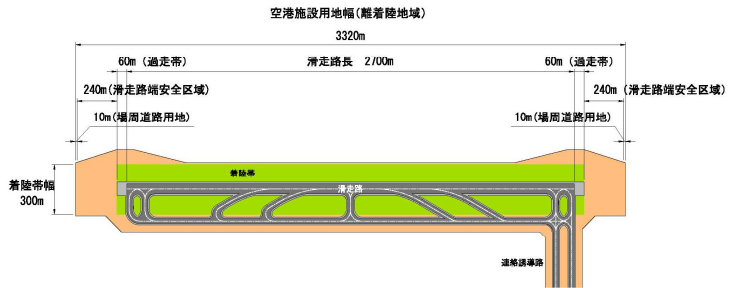 空港施設用地幅(離着陸地域)
3320m
60m (過走帯)
滑走路長 2700m
60m (過走帯)
240m(滑走路端安全区域)
240m(滑走路端安全区域)
10m(場周道路用地)
10m(場周道路用地)
着陸帯
滑走路
着陸帯幅
300m
連絡誘導路